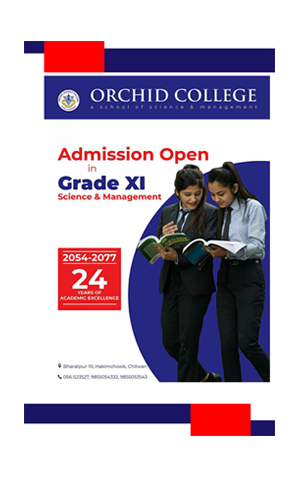 ORCHID COLLEGE
a school of science & management
Admission Open
in
Grade XI
Science & Management
2054-2077
24
YEARS OF
ACADEMIC EXCELLENCE
Bharatpur-10, Hakimchowk, Chitwan
056-523527, 9855054332, 9855053543